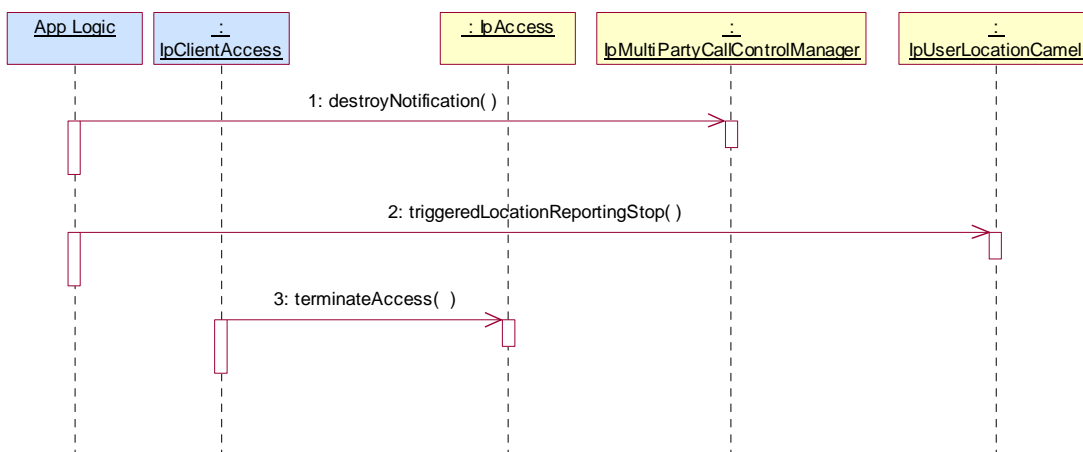 App Logic
:
IpClientAccess
: IpAccess
:
IpMultiPartyCallControlManager
:
IpUserLocationCamel
1: destroyNotification( )
2: triggeredLocationReportingStop( )
3: terminateAccess(  )